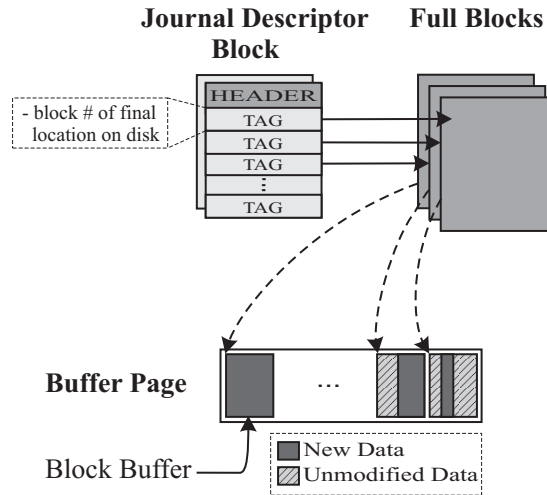 Journal Descriptor
Block
Full Blocks
HEADER
- block # of final
location on disk
TAG
TAG
TAG
...
TAG
Buffer Page
...
Block Buffer
New Data
Unmodified Data